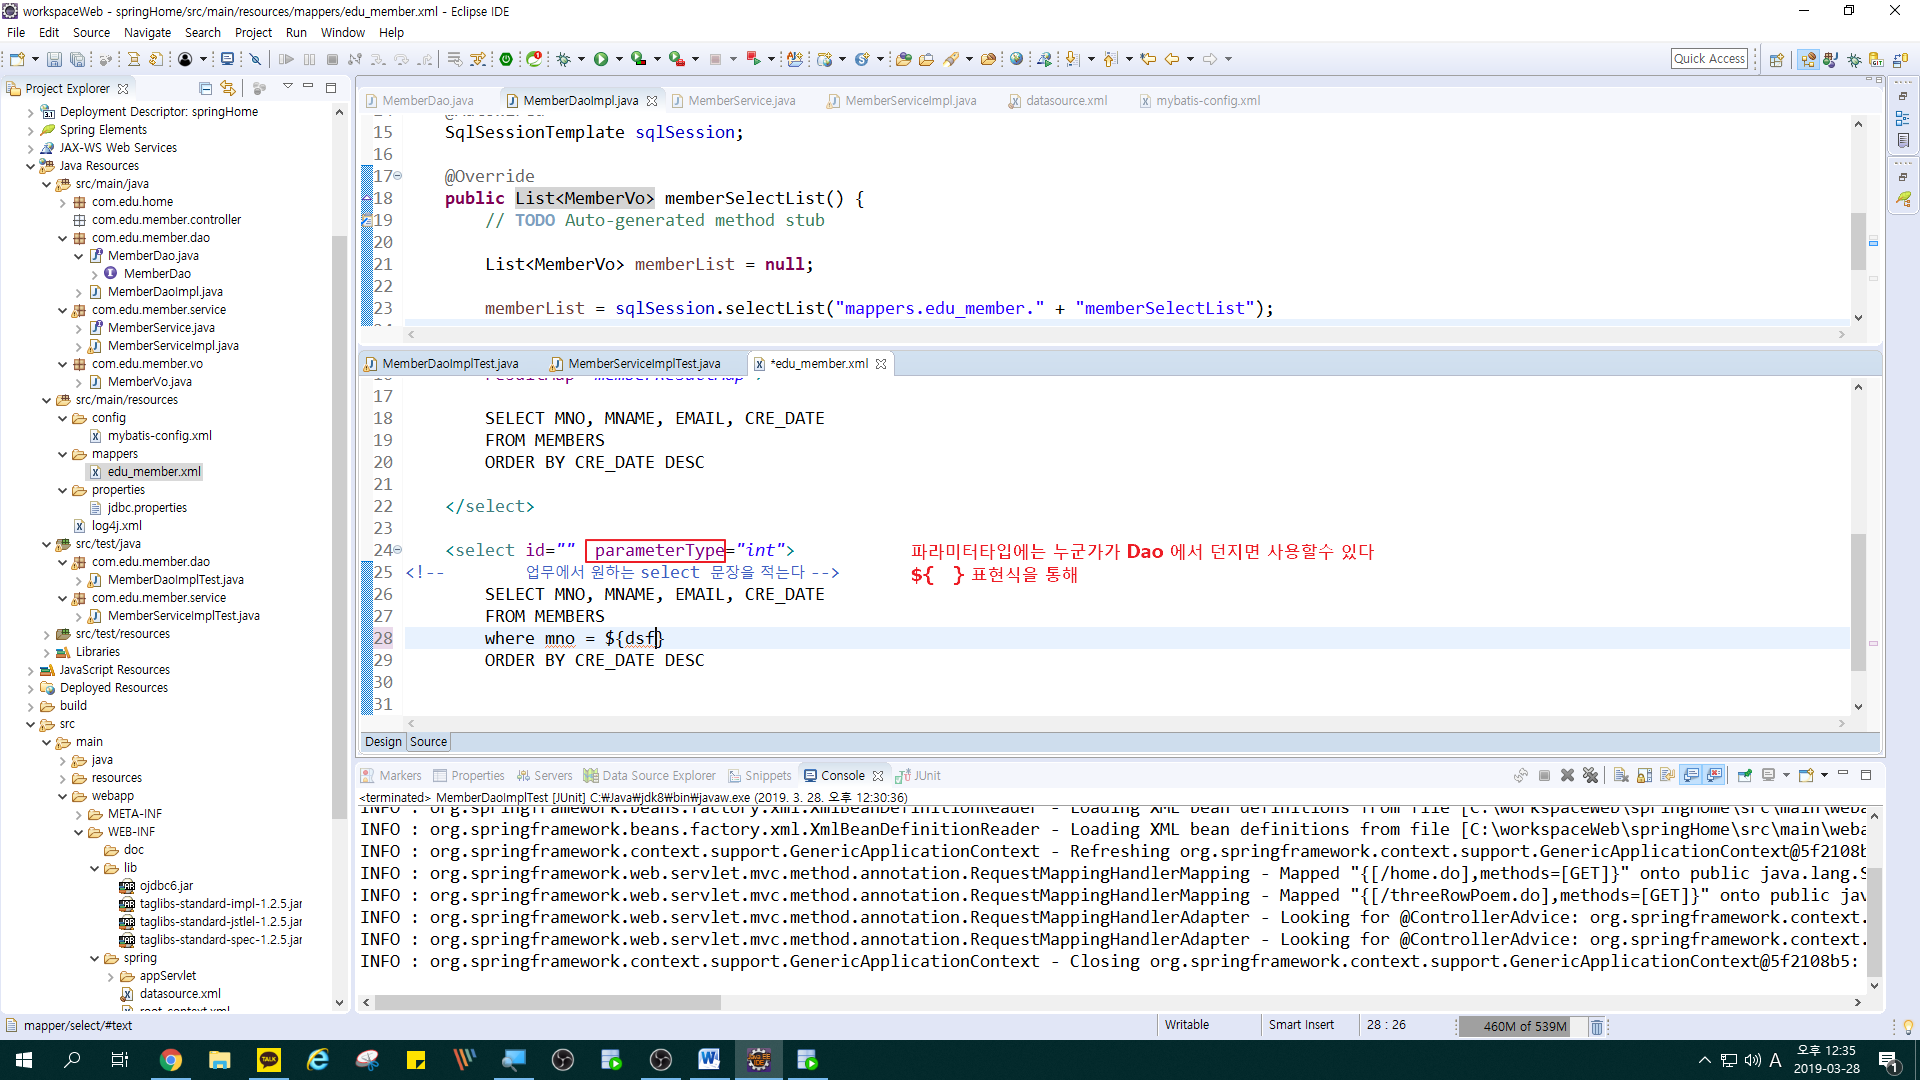 workspaceWeb - springHome/src/main/resources/mappers/edu_member.xml - Eclipse IDE
File Edit Source Navigate Search Project Run Window Help
Quick Access
Project Explorer
Deployment Descriptor: springHome
Spring Elements
JAX-WS Web Services
Java Resources
src/main/java
com.edu.home
com.edu.member.controller
com.edu.member.dao
MemberDao.java
MemberDao
MemberDaoImpl.java
com.edu.member.service
MemberService.java
MemberServiceImpl.java
com.edu.member.vo
MemberVo.java
src/main/resources
config
mybatis-config.xml
mappers
edu_member.xml
properties
jdbc.properties
log4j.xml
src/test/java
com.edu.member.dao
MemberDaoImplTest.java
com.edu.member.service
MemberServiceImplTest.java
src/test/resources
Libraries
JavaScript Resources
Deployed Resources
build
src
main
java
resources
webapp
META-INF
WEB-INF
doc
lib
ojdbc6.jar
taglibs-standard-impl-1.2.5.jar
taglibs-standard-jstlel-1.2.5.jar
taglibs-standard-spec-1.2.5.jar
spring
appServlet
datasource.xml
root-context.xml
MemberDao.java MemberDaoImpl.java MemberService.java MemberServiceImpl.java datasource.xml mybatis-config.xml
15 SqlSessionTemplate sqlSession;
16
17 @Override
18 public List<MemberVo> memberSelectList() {
19 // TODO Auto-generated method stub
20
21 List<MemberVo> memberList = null;
22
23 memberList = sqlSession.selectList("mappers.edu_member." + "memberSelectList");
MemberDaoImplTest.java MemberServiceImplTest.java *edu_member.xml
17
18 SELECT MNO, MNAME, EMAIL, CRE_DATE
19 FROM MEMBERS
20 ORDER BY CRE_DATE DESC
21
22 </select>
23
24 <select id="" parameterType="int"> 파라미터타입에는 누군가가 Dao 에서 던지면 사용할수 있다
25 <!-- 업무에서 원하는 select 문장을 적는다 --> ${ } 표현식을 통해
26 SELECT MNO, MNAME, EMAIL, CRE_DATE
27 FROM MEMBERS
28 where mno = ${dsf}
29 ORDER BY CRE_DATE DESC
30
31
Design Source
Markers Properties Servers Data Source Explorer Snippets Console JUnit
<terminated> MemberDaoImplTest [JUnit] C:₩Java₩jdk8₩bin₩javaw.exe (2019. 3. 28. 오후 12:30:36)
INFO : org.springframework.beans.factory.xml.XmlBeanDefinitionReader - Loading XML bean definitions from file [C:\workspaceWeb\springHome\src\main\weba
INFO : org.springframework.beans.factory.xml.XmlBeanDefinitionReader - Loading XML bean definitions from file [C:\workspaceWeb\springHome\src\main\weba
INFO : org.springframework.context.support.GenericApplicationContext - Refreshing org.springframework.context.support.GenericApplicationContext@5f2108b
INFO : org.springframework.web.servlet.mvc.method.annotation.RequestMappingHandlerMapping - Mapped "{[/home.do],methods=[GET]}" onto public java.lang.S
INFO : org.springframework.web.servlet.mvc.method.annotation.RequestMappingHandlerMapping - Mapped "{[/threeRowPoem.do],methods=[GET]}" onto public jav
INFO : org.springframework.web.servlet.mvc.method.annotation.RequestMappingHandlerAdapter - Looking for @ControllerAdvice: org.springframework.context.
INFO : org.springframework.web.servlet.mvc.method.annotation.RequestMappingHandlerAdapter - Looking for @ControllerAdvice: org.springframework.context.
INFO : org.springframework.context.support.GenericApplicationContext - Closing org.springframework.context.support.GenericApplicationContext@5f2108b5:
mapper/select/#text Writable Smart Insert 28 : 26 460M of 539M
A 오후 12:35
2019-03-28